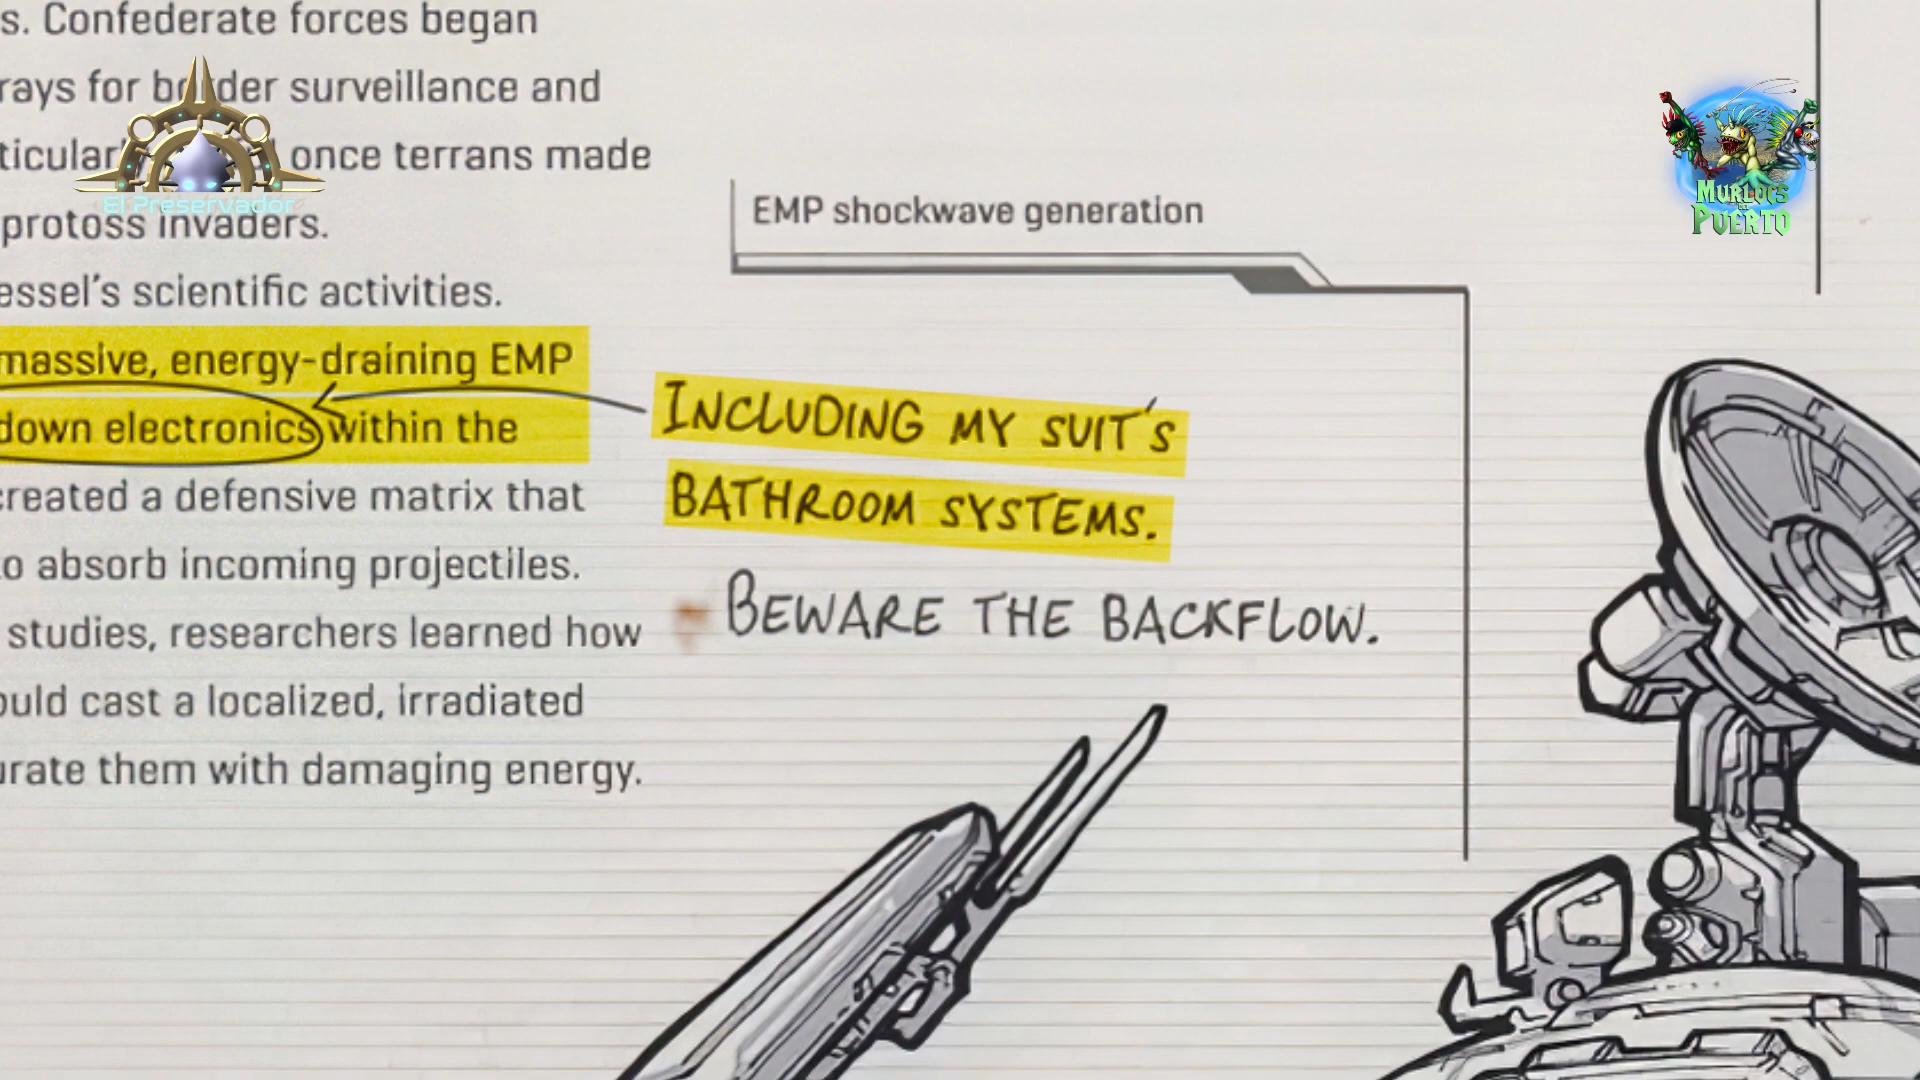 s. Confederate forces began
rays for border surveillance and
once terrans made
protoss invaders.
essel's scientific activities.
massive, energy-draining EMP
down electronics within the
created a defensive matrix that
to absorb incoming projectiles.
studies, researchers learned how
ould cast a localized, irradiated
urate them with damaging energy.
El Preservador
EMP shockwave generation
INCLUDING MY SUIT'S
BATHROOM SYSTEMS.
- BEWARE THE BACKFLOW.
MURLOCS
DEL
PUERTO